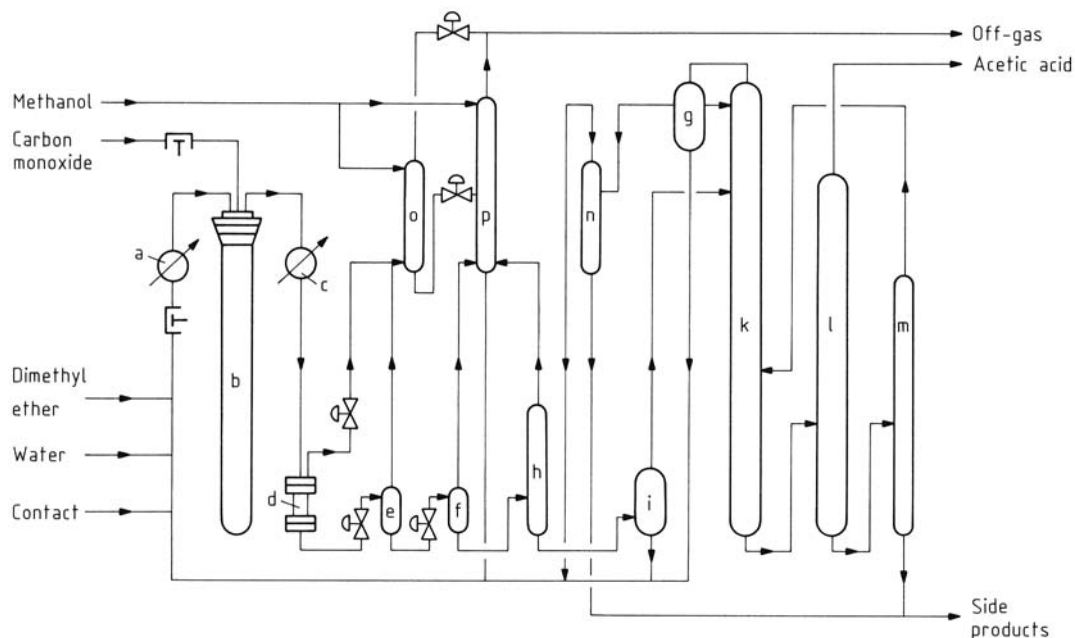 Off-gas
Acetic acid
Methanol
Carbon
monoxide
g
o
p
n
a
c
k
l
m
b
Dimethyl
ether
Water
h
d
e
f
i
Contact
Side
products